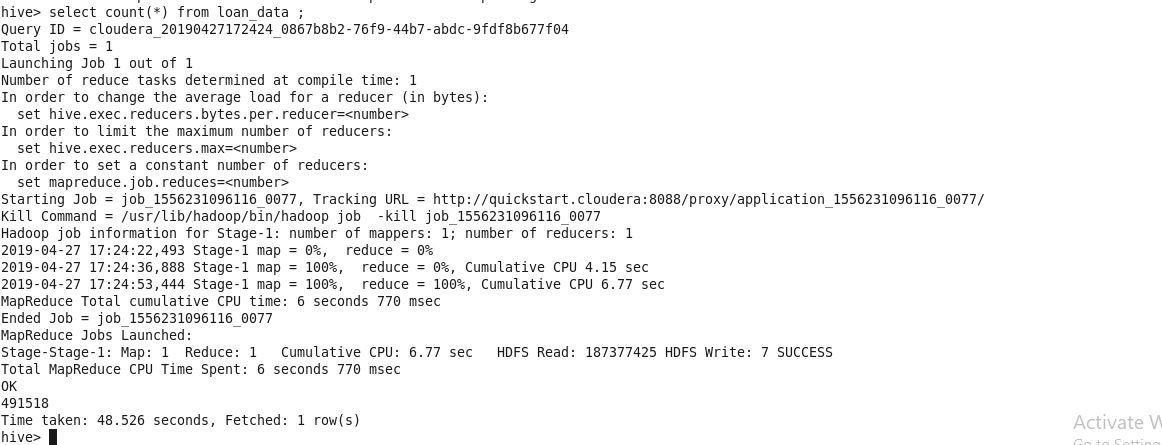 hive> select count(*) from loan_data ;
Query ID = cloudera_20190427172424_0867b8b2-76f9-44b7-abdc-9fdf8b677f04
Total jobs = 1
Launching Job 1 out of 1
Number of reduce tasks determined at compile time: 1
In order to change the average load for a reducer (in bytes):
  set hive.exec.reducers.bytes.per.reducer=<number>
In order to limit the maximum number of reducers:
  set hive.exec.reducers.max=<number>
In order to set a constant number of reducers:
  set mapreduce.job.reduces=<number>
Starting Job = job_1556231096116_0077, Tracking URL = http://quickstart.cloudera:8088/proxy/application_1556231096116_0077/
Kill Command = /usr/lib/hadoop/bin/hadoop job  -kill job_1556231096116_0077
Hadoop job information for Stage-1: number of mappers: 1; number of reducers: 1
2019-04-27 17:24:22,493 Stage-1 map = 0%,  reduce = 0%
2019-04-27 17:24:36,888 Stage-1 map = 100%,  reduce = 0%, Cumulative CPU 4.15 sec
2019-04-27 17:24:53,444 Stage-1 map = 100%,  reduce = 100%, Cumulative CPU 6.77 sec
MapReduce Total cumulative CPU time: 6 seconds 770 msec
Ended Job = job_1556231096116_0077
MapReduce Jobs Launched:
Stage-Stage-1: Map: 1  Reduce: 1   Cumulative CPU: 6.77 sec   HDFS Read: 187377425 HDFS Write: 7 SUCCESS
Total MapReduce CPU Time Spent: 6 seconds 770 msec
OK
491518
Time taken: 48.526 seconds, Fetched: 1 row(s)
hive>
Activate W
Go to Setting